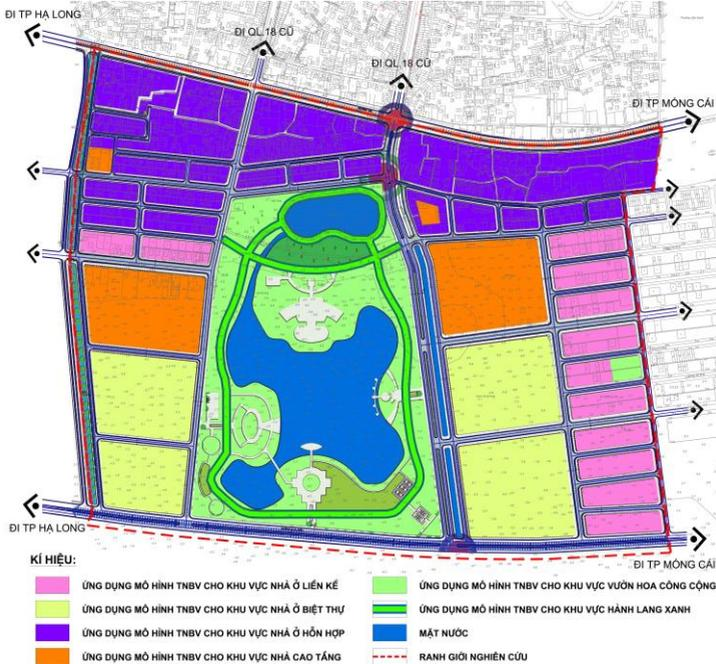 ĐI TP HẠ LONG
ĐI QL 18 CŨ
ĐI QL 18 CŨ
ĐI TP MÓNG CÁI
ĐI TP HẠ LONG
ĐI TP MÓNG CÁI
KÍ HIỆU:
ỨNG DỤNG MÔ HÌNH TNBV CHO KHU VỰC NHÀ Ở LIỀN KẾ
ỨNG DỤNG MÔ HÌNH TNBV CHO KHU VỰC NHÀ Ở BIỆT THỰ
ỨNG DỤNG MÔ HÌNH TNBV CHO KHU VỰC NHÀ Ở HỖN HỢP
ỨNG DỤNG MÔ HÌNH TNBV CHO KHU VỰC NHÀ CAO TẦNG
ỨNG DỤNG MÔ HÌNH TNBV CHO KHU VỰC VƯỜN HOA CÔNG CỘNG
ỨNG DỤNG MÔ HÌNH TNBV CHO KHU VỰC HÀNH LANG XANH
MẶT NƯỚC
RANH GIỚI NGHIÊN CỨU